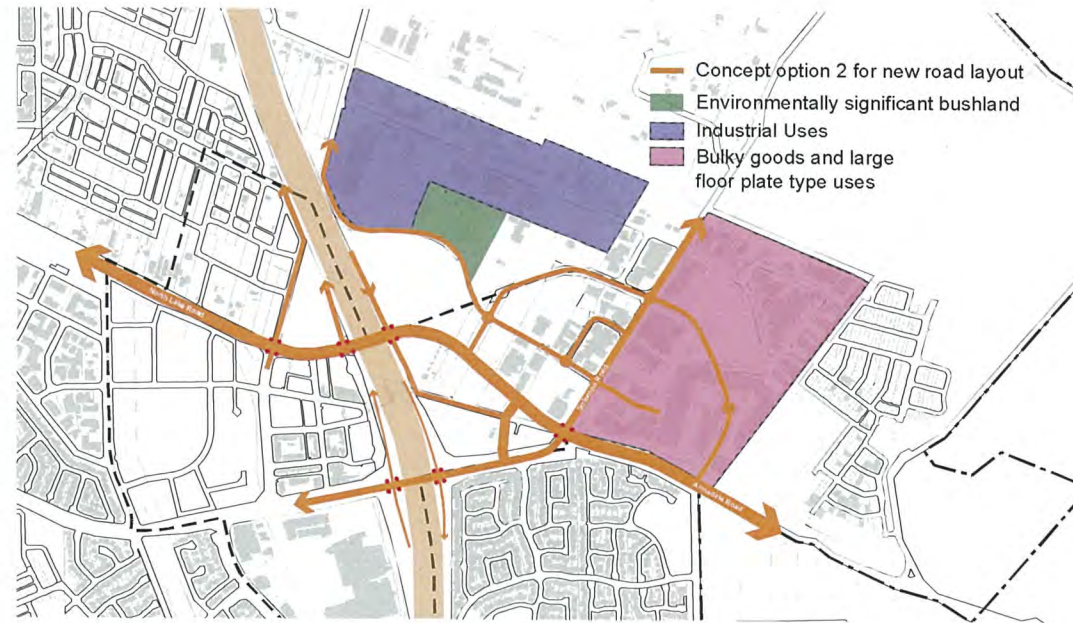 Concept option 2 for new road layout
Environmentally significant bushland
Industrial Uses
Bulky goods and large
floor plate type uses
North Lake Road
Armadale Road